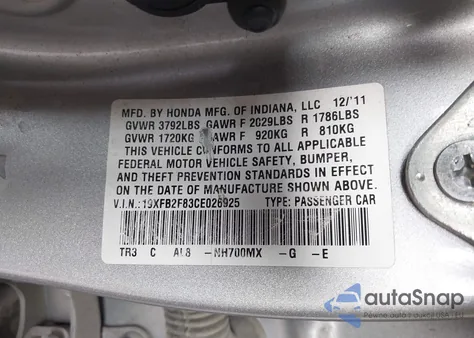 MFD. BY HONDA MFG. OF INDIANA, LLC 12/'11
GVWR 3792LBS GAWR F 2029LBS R 1786LBS
GVWR 1720KG GAWR F 920KG R 810KG
THIS VEHICLE CONFORMS TO ALL APPLICABLE
FEDERAL MOTOR VEHICLE SAFETY, BUMPER, AND
THEFT PREVENTION STANDARDS IN EFFECT
ON THE DATE OF MANUFACTURE SHOWN ABOVE.
V.I.N.:19XFB2F83CE026925 TYPE: PASSENGER CAR
TR3 C AL8 -NH700MX -G -E
autaSnap